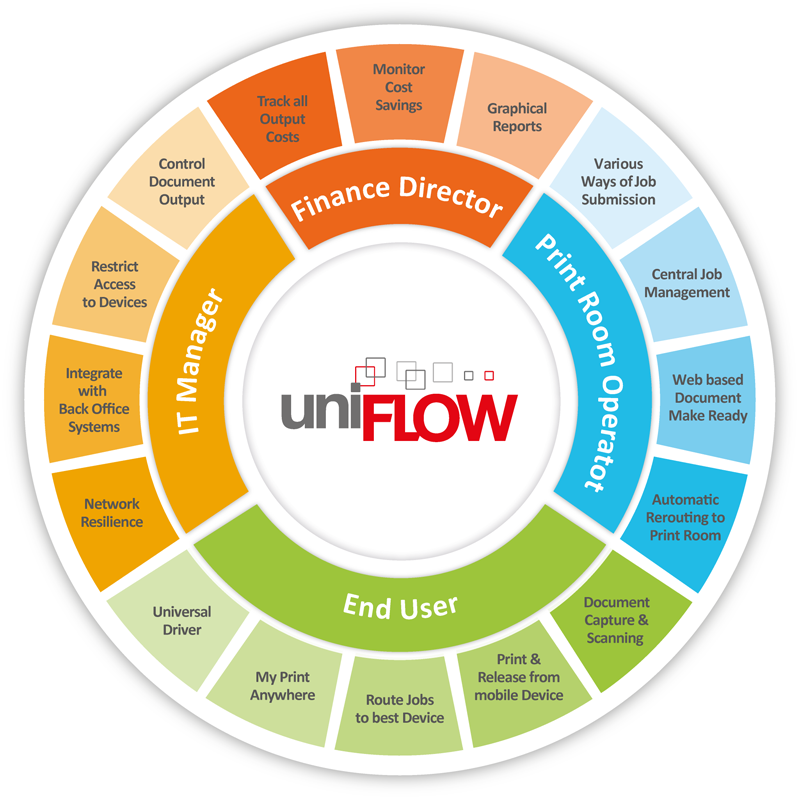 Track all
Output
Costs
Monitor
Cost
Savings
Graphical
Reports
Various
Ways of Job
Submission
Central Job
Management
Web based
Document
Make Ready
Automatic
Rerouting to
Print Room
Document
Capture &
Scanning
Print &
Release from
mobile Device
Route Jobs
to best Device
My Print
Anywhere
Universal
Driver
Network
Resilience
Integrate
with
Back Office
Systems
Restrict
Access
to Devices
Control
Document
Output
Finance Director
Print Room Operatot
End User
IT Manager
uniFLOW